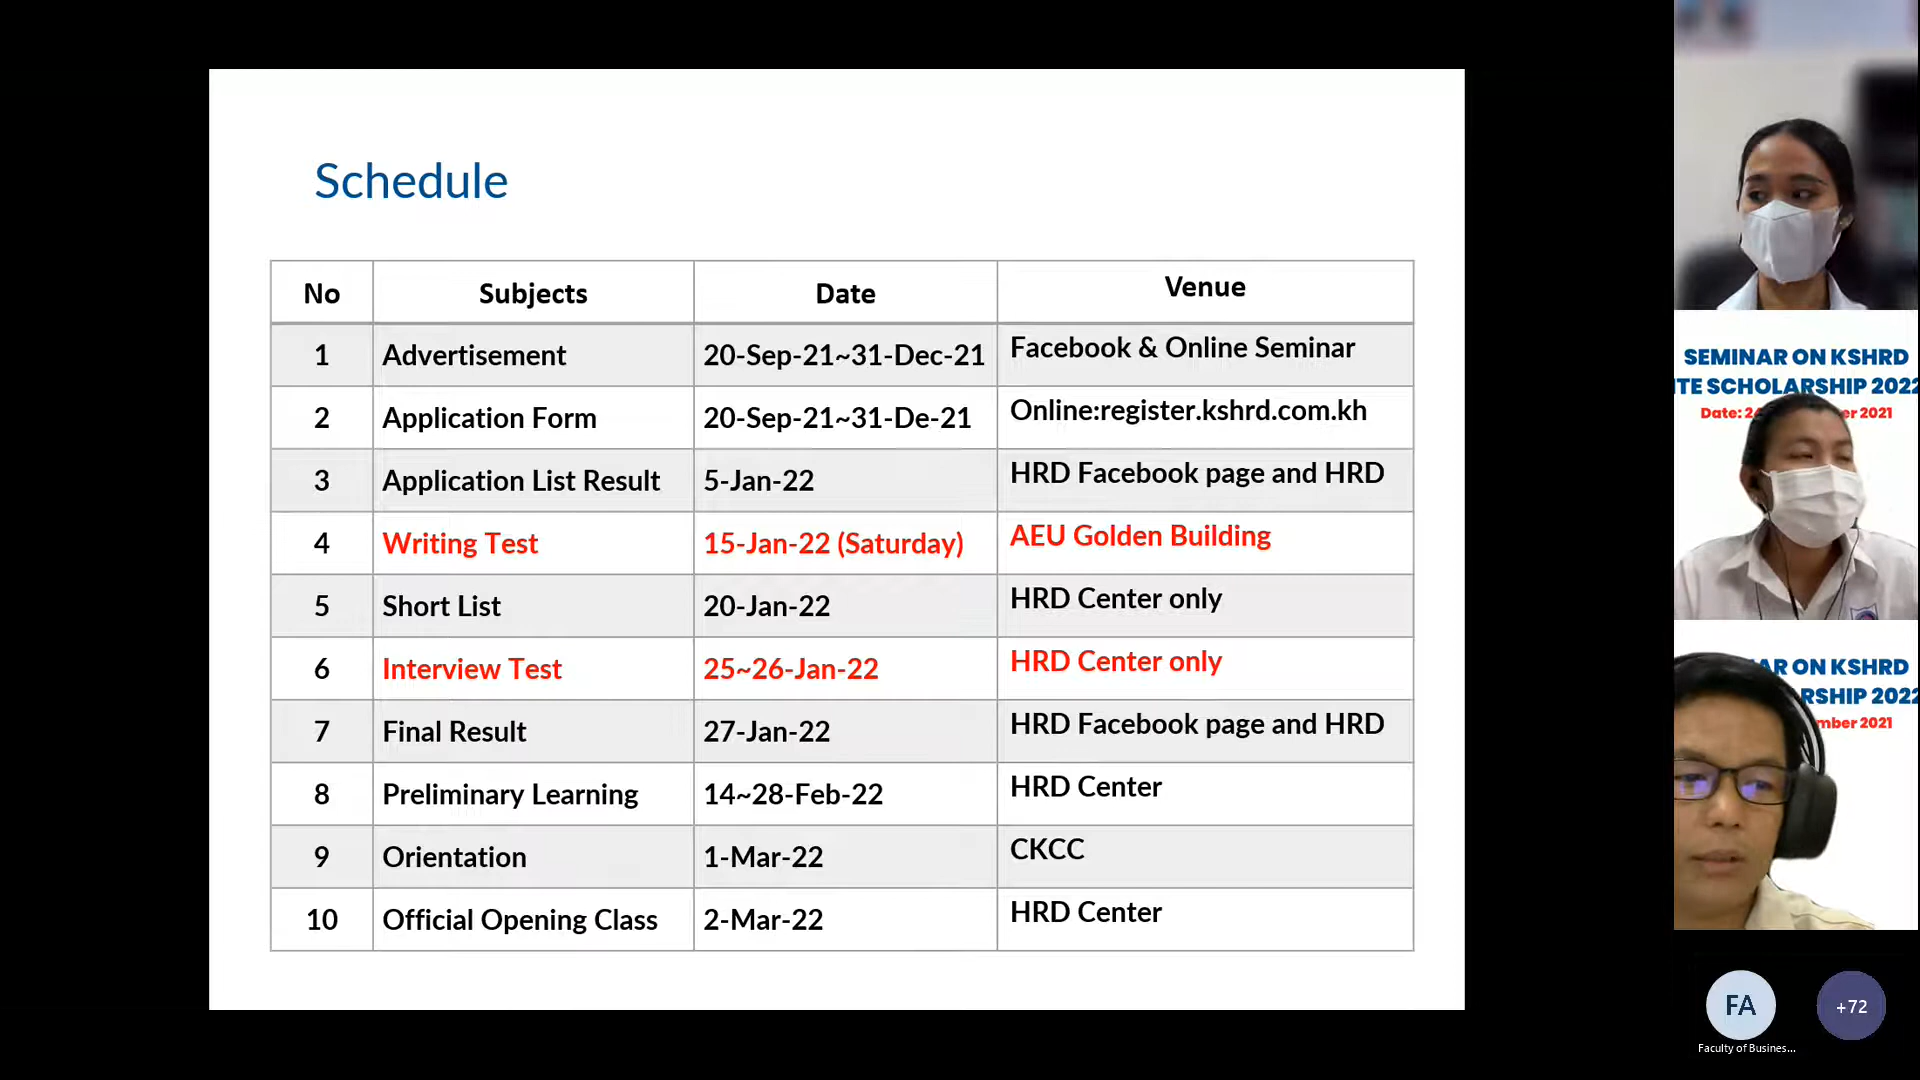 Schedule
No Subjects Date Venue
1 Advertisement 20-Sep-21~31-Dec-21 Facebook & Online Seminar
2 Application Form 20-Sep-21~31-De-21 Online:register.kshrd.com.kh
3 Application List Result 5-Jan-22 HRD Facebook page and HRD
4 Writing Test 15-Jan-22 (Saturday) AEU Golden Building
5 Short List 20-Jan-22 HRD Center only
6 Interview Test 25~26-Jan-22 HRD Center only
7 Final Result 27-Jan-22 HRD Facebook page and HRD
8 Preliminary Learning 14~28-Feb-22 HRD Center
9 Orientation 1-Mar-22 CKCC
10 Official Opening Class 2-Mar-22 HRD Center
SEMINAR ON KSHRD
SCHOLARSHIP 2022
Date: 2 er 2021
AR ON KSHRD
RSHIP 2022
mber 2021
FA
+72
Faculty of Busines...